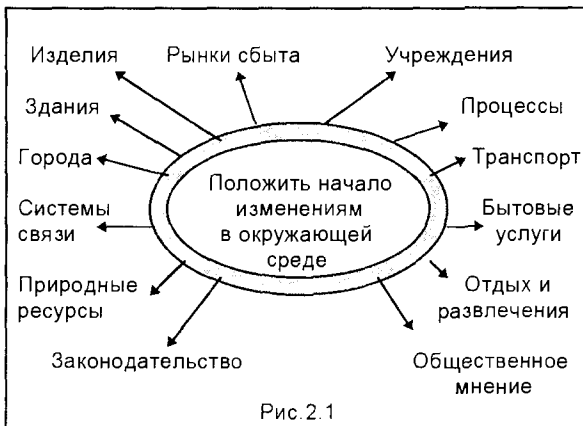 Изделия
Рынки сбыта
Учреждения
Здания
Процессы
Города
Транспорт
Положить начало
изменениям
в окружающей
среде
Системы
связи
Бытовые
услуги
Природные
ресурсы
Отдых и
развлечения
Законодательство
Общественное
мнение
Рис.2.1